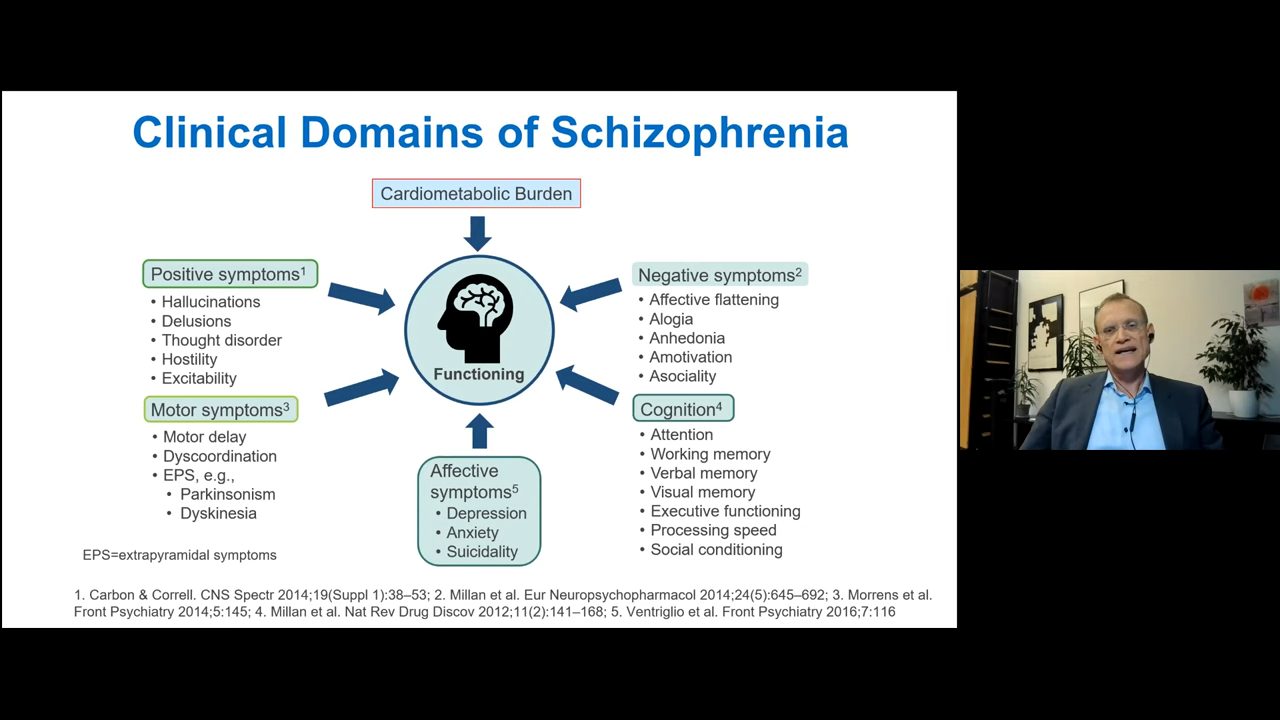 Clinical Domains of Schizophrenia
Cardiometabolic Burden
Positive symptoms¹
• Hallucinations
• Delusions
• Thought disorder
• Hostility
• Excitability
Motor symptoms³
• Motor delay
• Dyscoordination
• EPS, e.g.,
• Parkinsonism
• Dyskinesia
Functioning
Affective
symptoms⁵
• Depression
• Anxiety
• Suicidality
Negative symptoms²
• Affective flattening
• Alogia
• Anhedonia
• Amotivation
• Asociality
Cognition⁴
• Attention
• Working memory
• Verbal memory
• Visual memory
• Executive functioning
• Processing speed
• Social conditioning
EPS=extrapyramidal symptoms
1. Carbon & Correll. CNS Spectr 2014;19(Suppl 1):38–53; 2. Millan et al. Eur Neuropsychopharmacol 2014;24(5):645–692; 3. Morrens et al.
Front Psychiatry 2014;5:145; 4. Millan et al. Nat Rev Drug Discov 2012;11(2):141–168; 5. Ventriglio et al. Front Psychiatry 2016;7:116